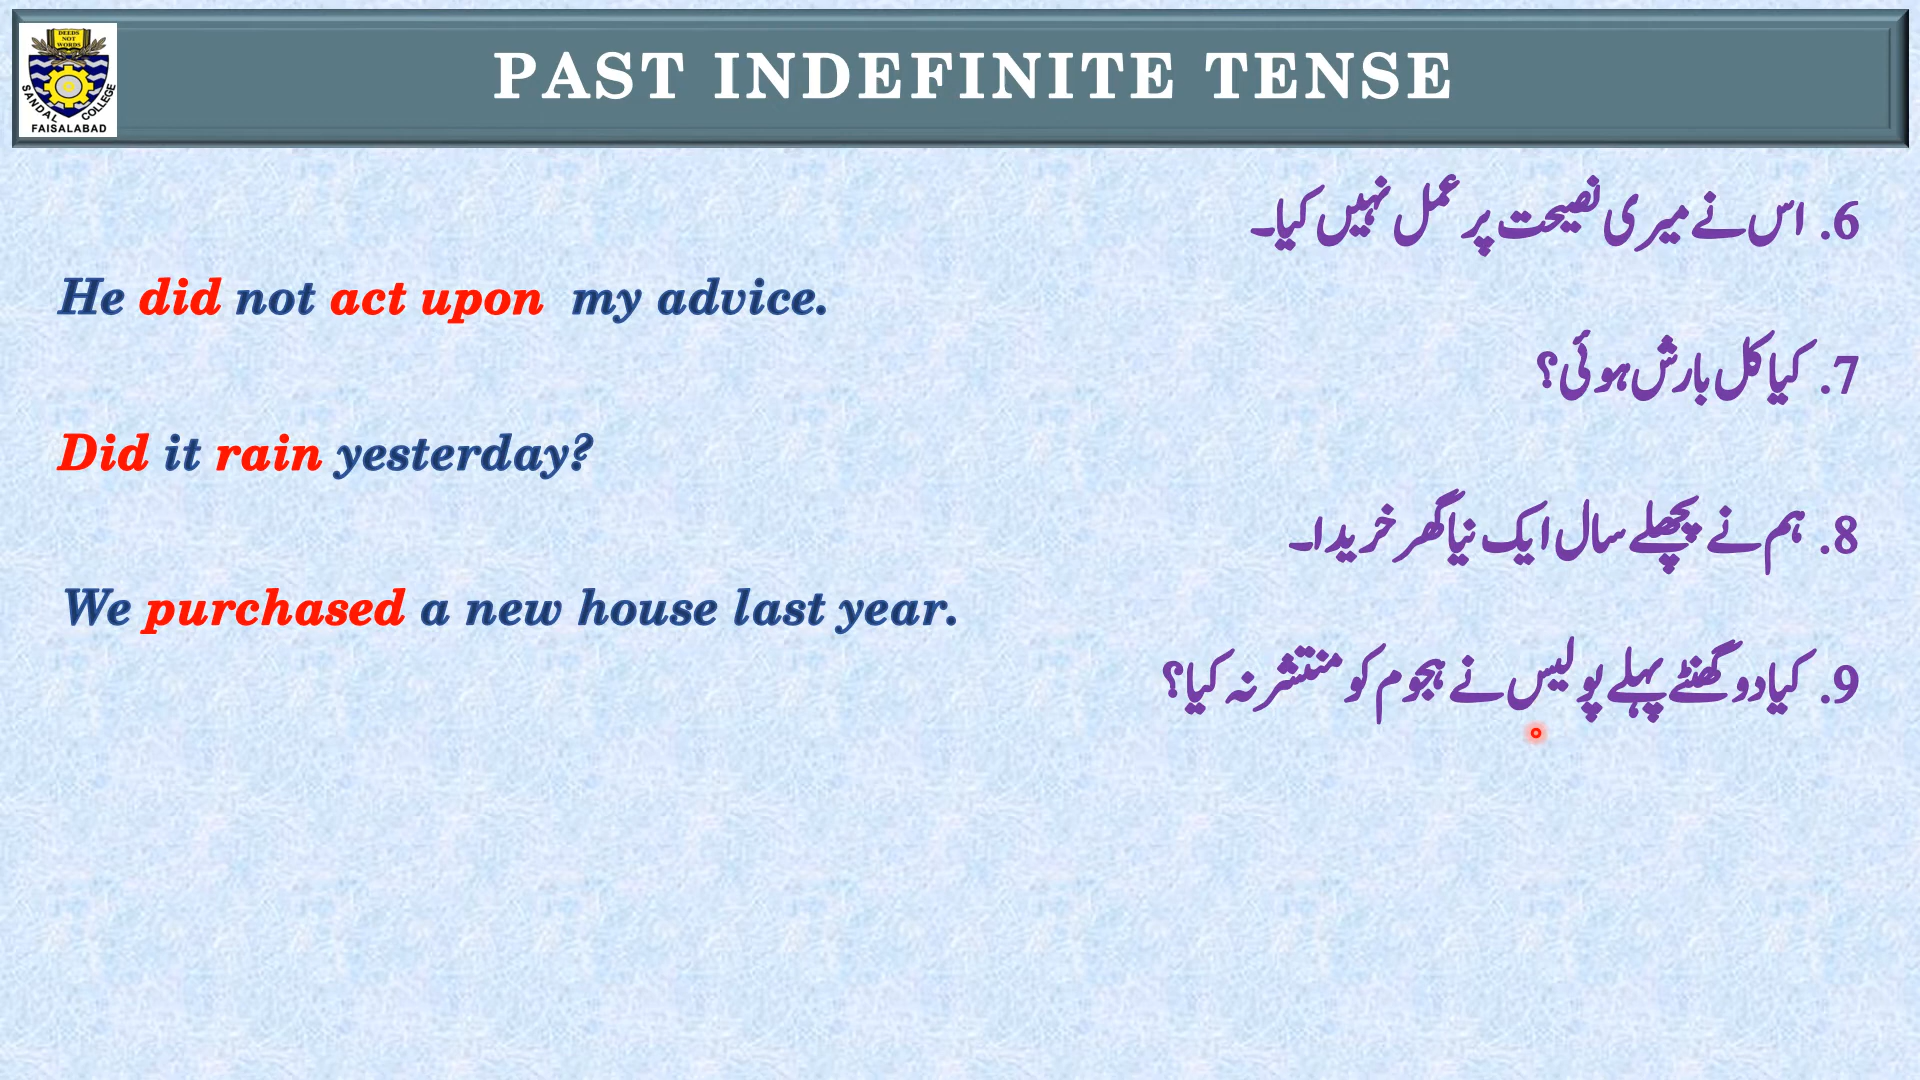 DEEDS
NOT
WORDS
SANDAL COLLEGE
FAISALABAD
PAST INDEFINITE TENSE
6. اس نے میری نصیحت پر عمل نہیں کیا۔
He did not act upon my advice.
7. کیا کل بارش ہوئی؟
Did it rain yesterday?
8. ہم نے پچھلے سال ایک نیا گھر خریدا۔
We purchased a new house last year.
9. کیا دو گھنٹے پہلے پولیس نے ہجوم کو منتشر نہ کیا؟